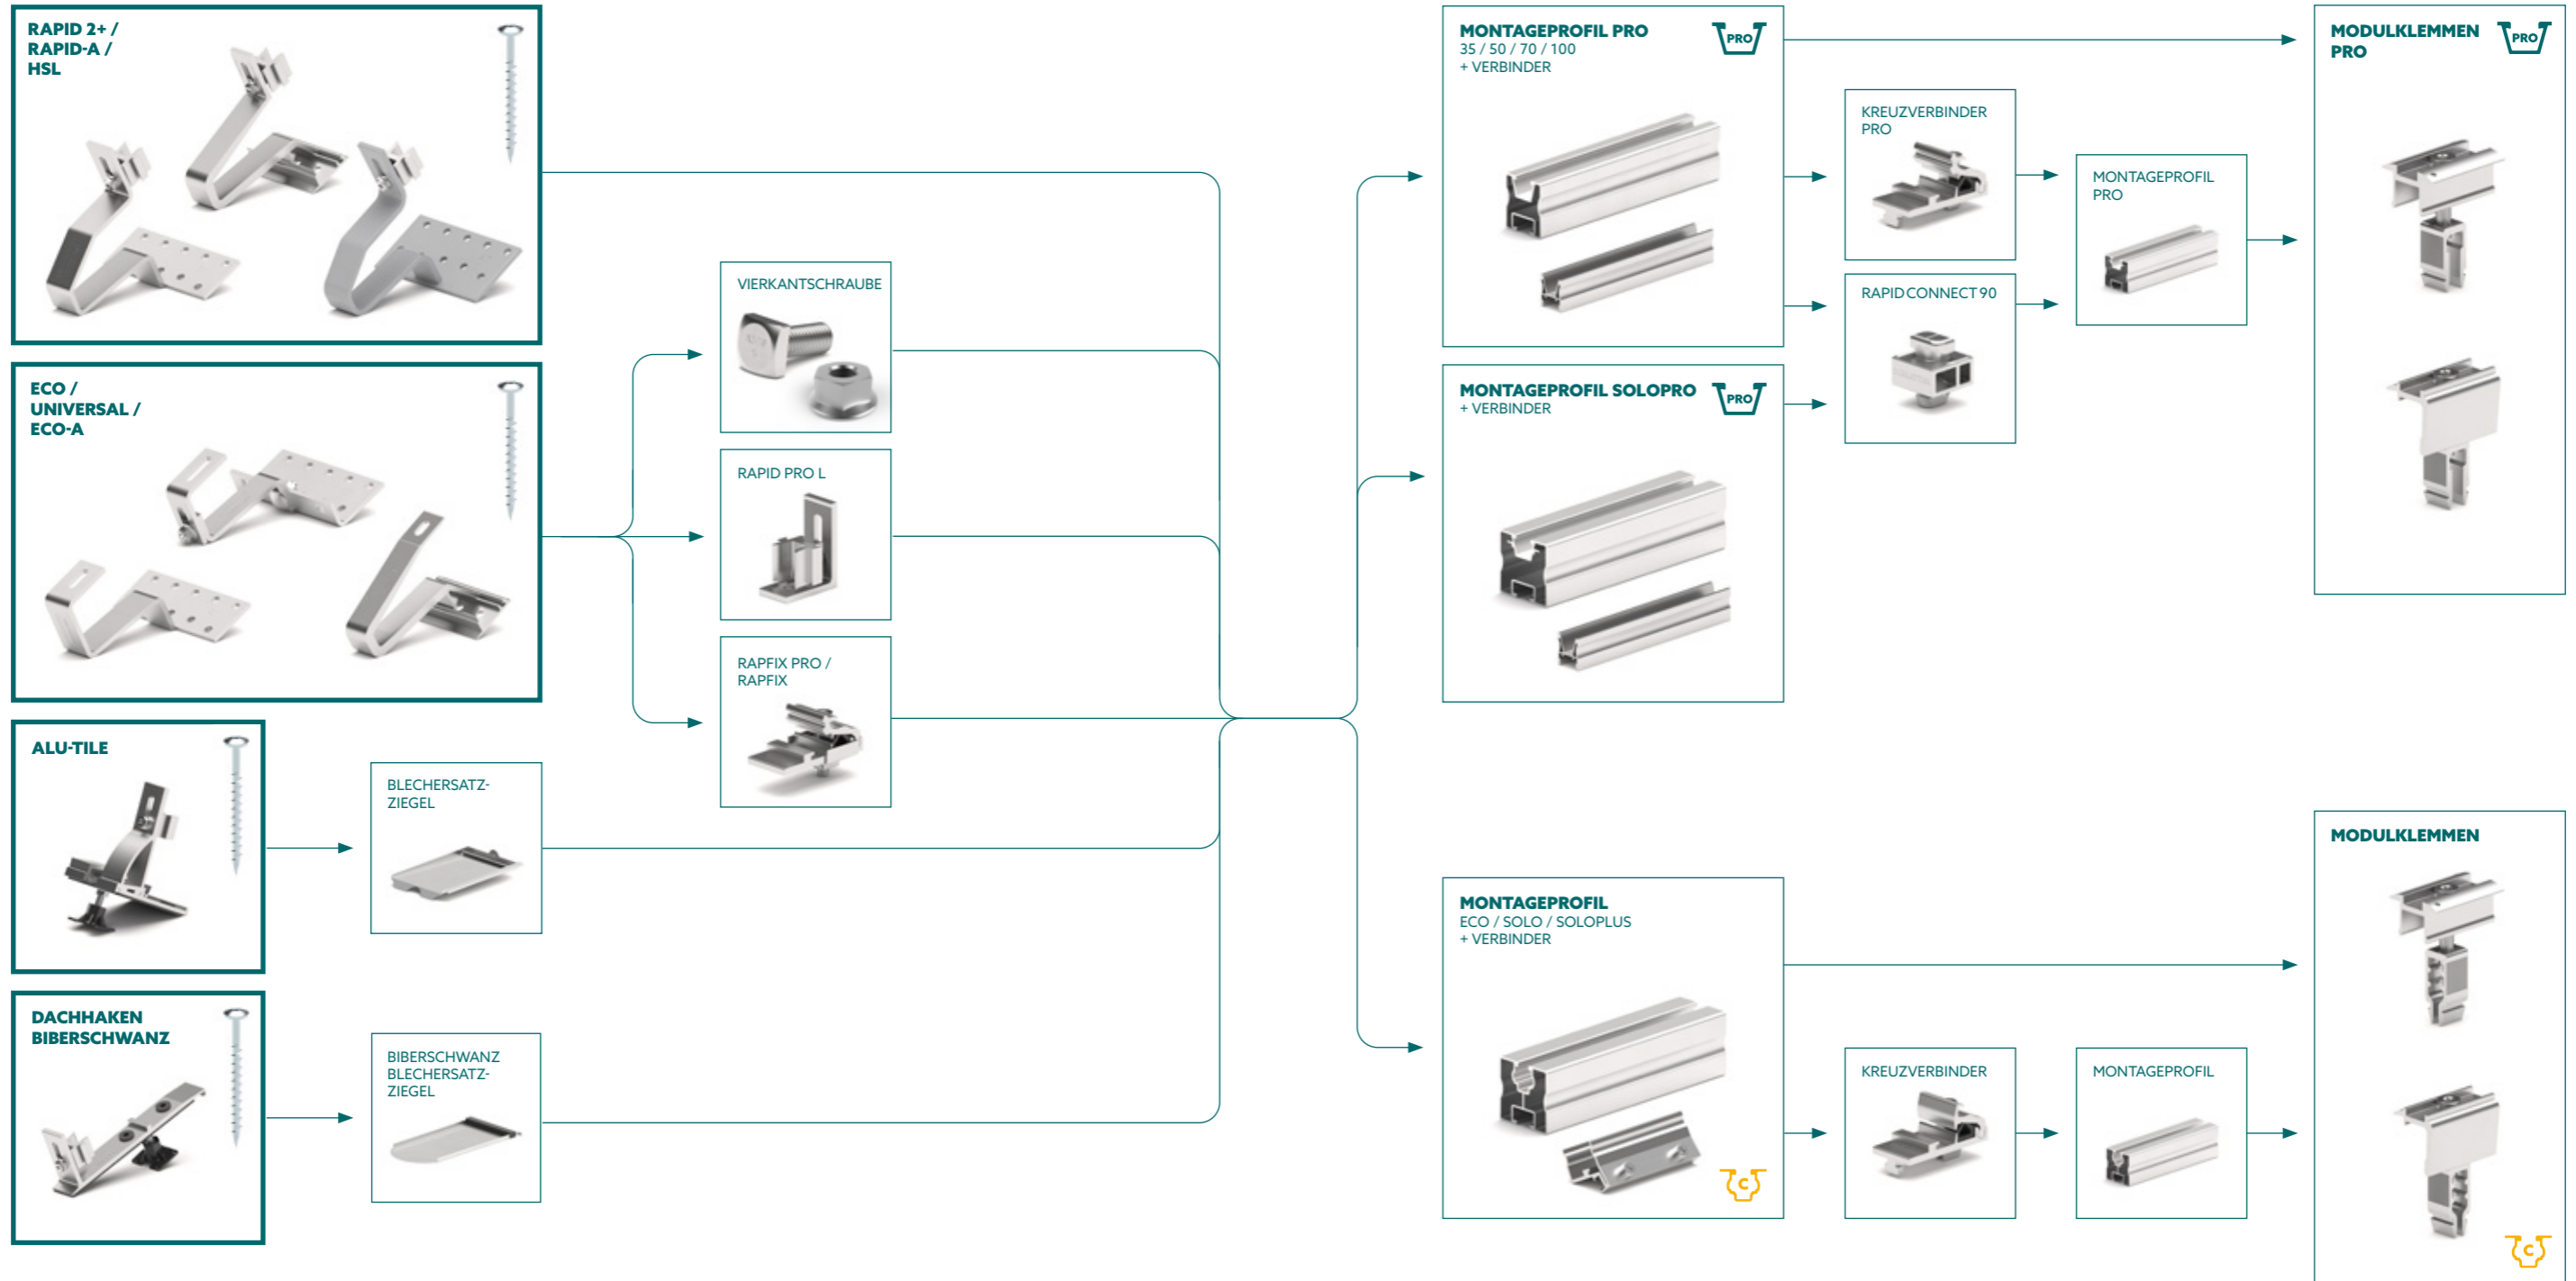 RAPID 2+ /
RAPID-A /
HSL
ECO /
UNIVERSAL /
ECO-A
ALU-TILE
DACHHAKEN
BIBERSCHWANZ
BLECHERSATZ-
ZIEGEL
BIBERSCHWANZ
BLECHERSATZ-
ZIEGEL
VIERKANTSCHRAUBE
RAPID PRO L
RAPFIX PRO /
RAPFIX
MONTAGEPROFIL PRO
35 / 50 / 70 / 100
+ VERBINDER
PRO
MONTAGEPROFIL SOLOPRO
+ VERBINDER
PRO
MONTAGEPROFIL
ECO / SOLO / SOLOPLUS
+ VERBINDER
C
KREUZVERBINDER
PRO
RAPID CONNECT 90
MONTAGEPROFIL
PRO
KREUZVERBINDER
MONTAGEPROFIL
MODULKLEMMEN
PRO
PRO
MODULKLEMMEN
C